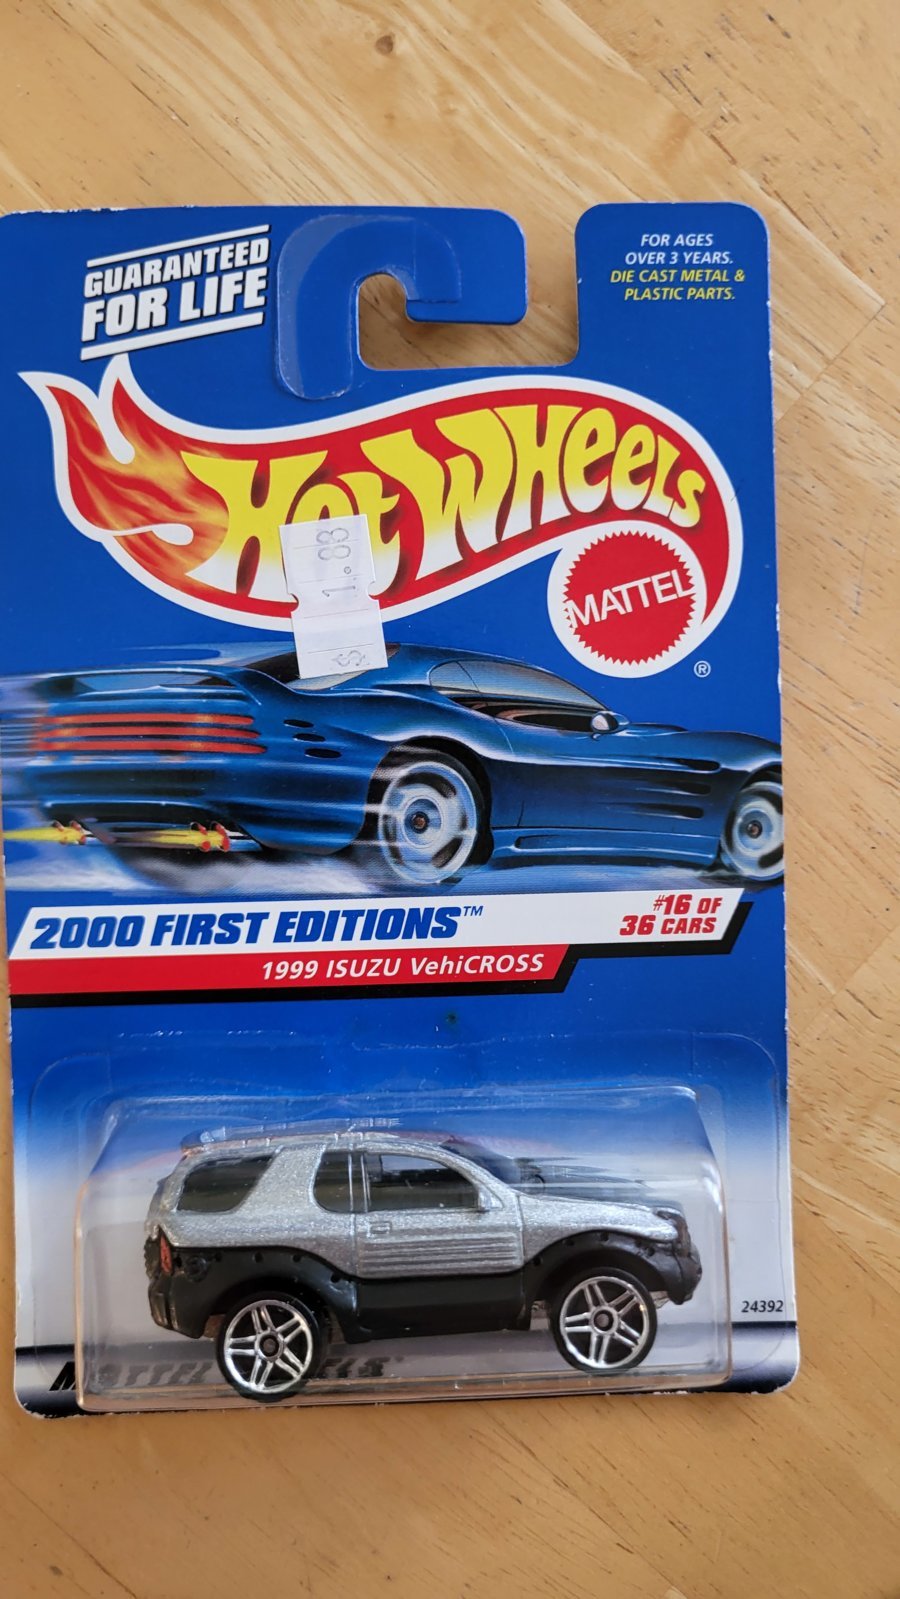 GUARANTEED
FOR LIFE
FOR AGES
OVER 3 YEARS.
DIE CAST METAL &
PLASTIC PARTS.
Hot Wheels
$ 1.88
MATTEL
®
2000 FIRST EDITIONS™
#16 OF
36 CARS
1999 ISUZU VehiCROSS
24392